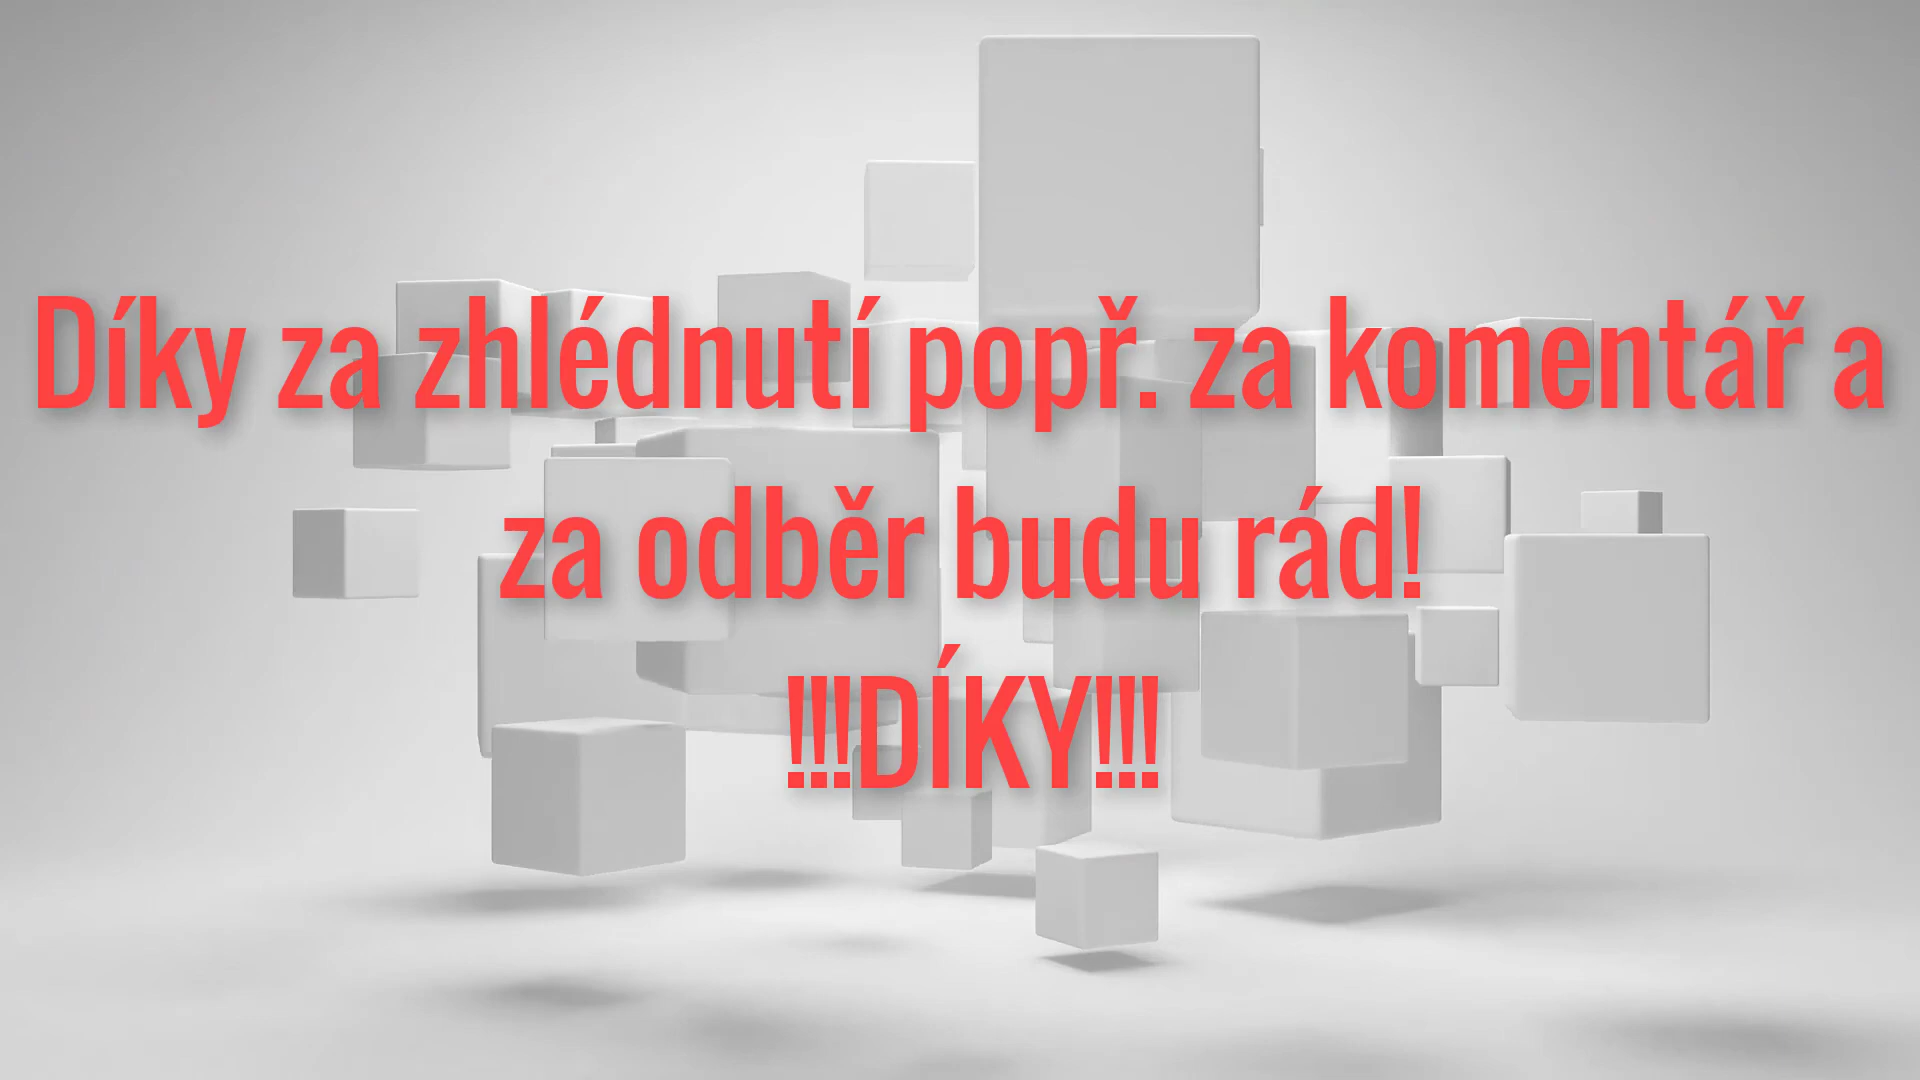 Díky za zhlédnutí popř. za komentář a
za odběr budu rád!
!!!DÍKY!!!